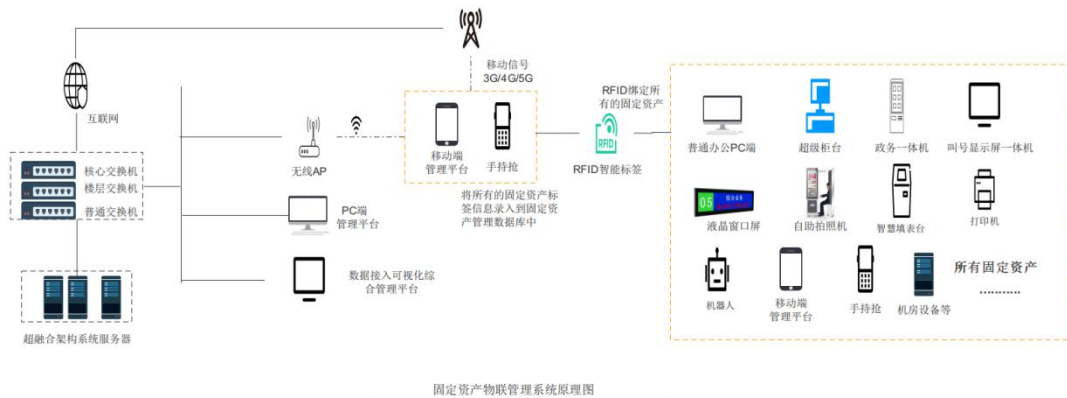 移动信号
3G/4G/5G
互联网
核心交换机
楼层交换机
普通交换机
超融合架构系统服务器
无线AP
PC端
管理平台
数据接入可视化综
合管理平台
移动端
管理平台
手持抢
将所有的固定资产标
签信息录入到固定资
产管理数据库中
RFID绑定所
有的固定资产
RFID
RFID智能标签
普通办公PC端
超级柜台
政务一体机
叫号显示屏一体机
05
液晶窗口屏
自助拍照机
智慧填表台
打印机
机器人
移动端
管理平台
手持抢
机房设备等
所有固定资产
…………
固定资产物联管理系统原理图